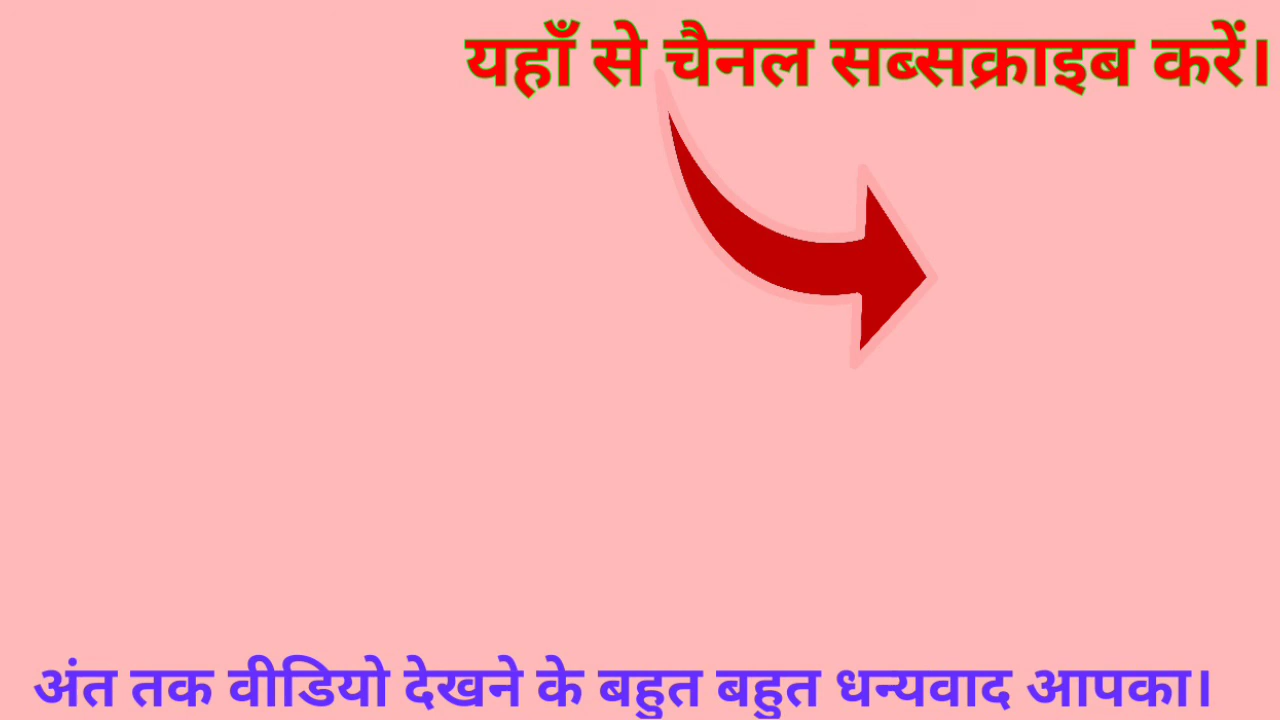 यहाँ से चैनल सब्सक्राइब करें।
अंत तक वीडियो देखने के बहुत बहुत धन्यवाद आपका।